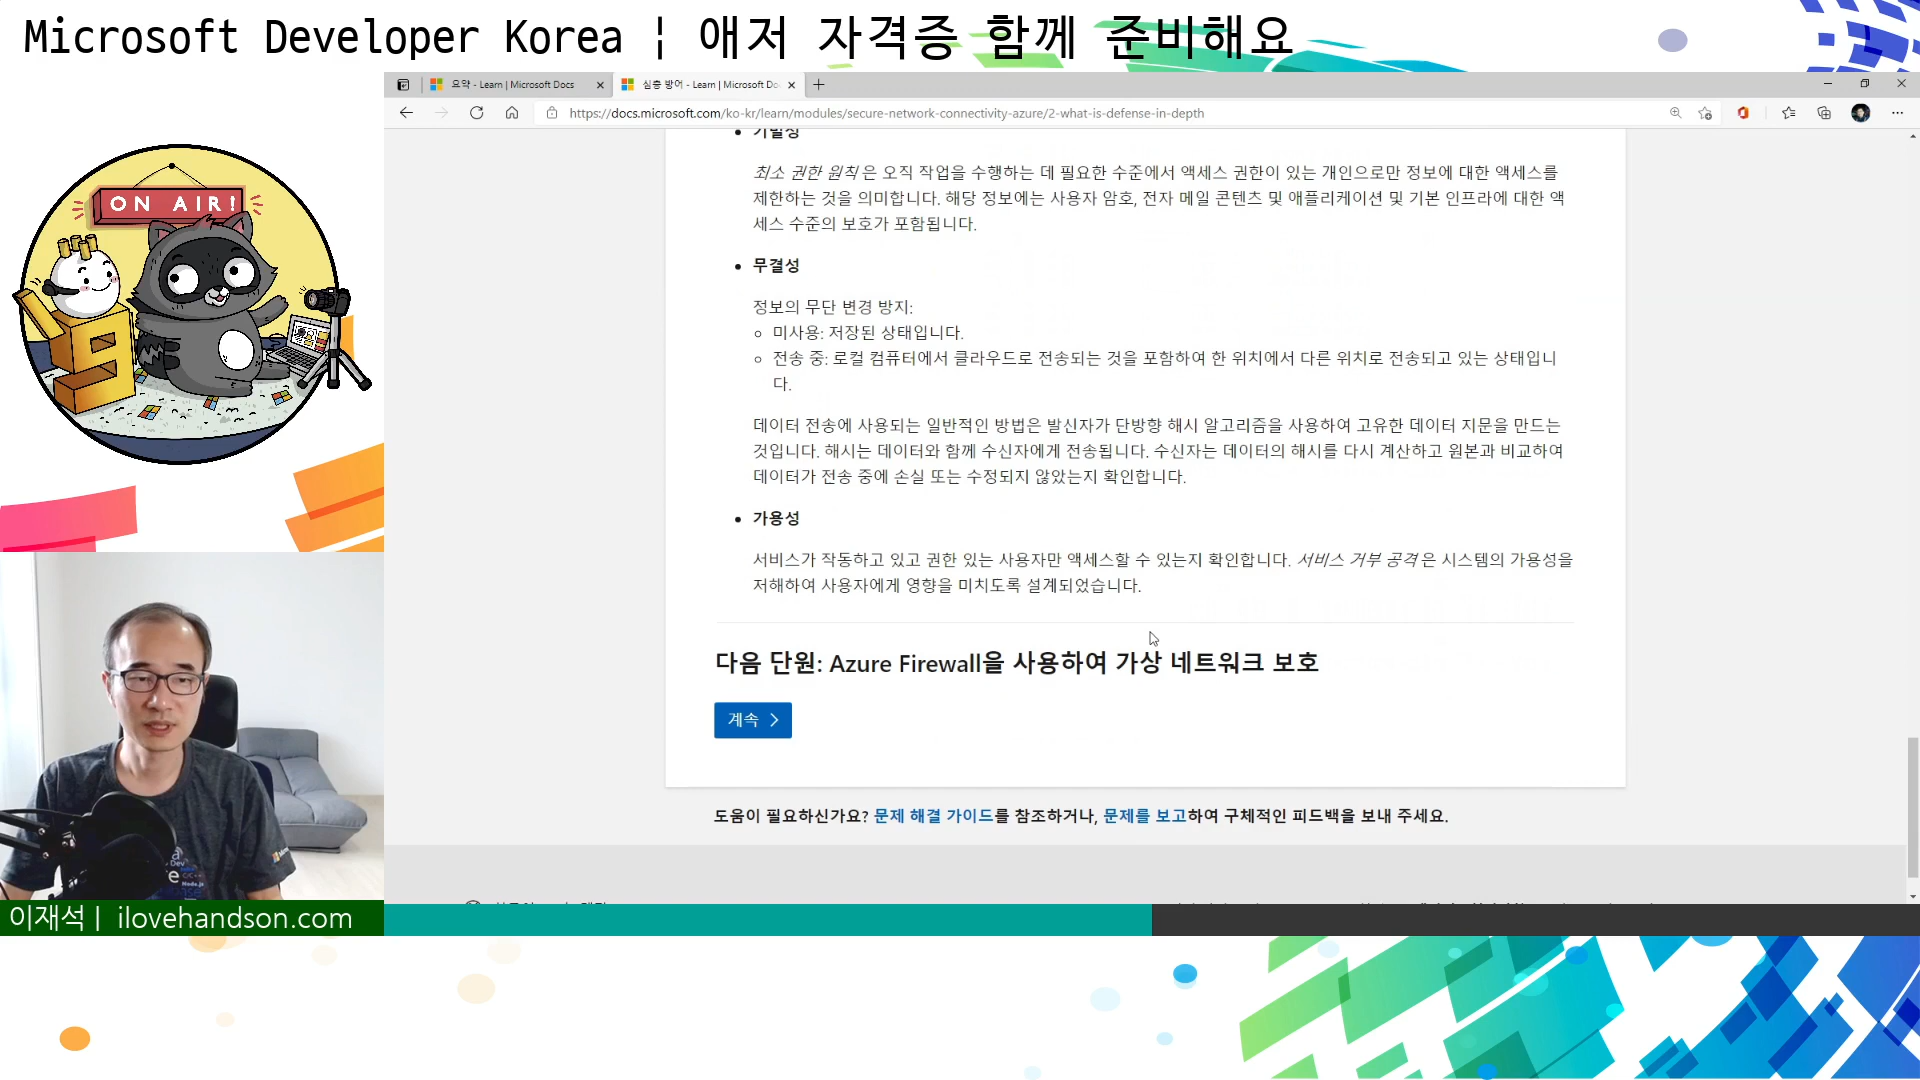 Microsoft Developer Korea | 애저 자격증 함께 준비해요
요약 - Learn | Microsoft Docs
심층 방어 - Learn | Microsoft Do
https://docs.microsoft.com/ko-kr/learn/modules/secure-network-connectivity-azure/2-what-is-defense-in-depth
ON AIR!
기밀성
최소 권한 원칙은 오직 작업을 수행하는 데 필요한 수준에서 액세스 권한이 있는 개인으로만 정보에 대한 액세스를
제한하는 것을 의미합니다. 해당 정보에는 사용자 암호, 전자 메일 콘텐츠 및 애플리케이션 및 기본 인프라에 대한 액
세스 수준의 보호가 포함됩니다.
무결성
정보의 무단 변경 방지:
미사용: 저장된 상태입니다.
전송 중: 로컬 컴퓨터에서 클라우드로 전송되는 것을 포함하여 한 위치에서 다른 위치로 전송되고 있는 상태입니
다.
데이터 전송에 사용되는 일반적인 방법은 발신자가 단방향 해시 알고리즘을 사용하여 고유한 데이터 지문을 만드는
것입니다. 해시는 데이터와 함께 수신자에게 전송됩니다. 수신자는 데이터의 해시를 다시 계산하고 원본과 비교하여
데이터가 전송 중에 손실 또는 수정되지 않았는지 확인합니다.
가용성
서비스가 작동하고 있고 권한 있는 사용자만 액세스할 수 있는지 확인합니다. 서비스 거부 공격은 시스템의 가용성을
저해하여 사용자에게 영향을 미치도록 설계되었습니다.
다음 단원: Azure Firewall을 사용하여 가상 네트워크 보호
계속
도움이 필요하신가요? 문제 해결 가이드를 참조하거나, 문제를 보고하여 구체적인 피드백을 보내 주세요.
이재석 | ilovehandson.com